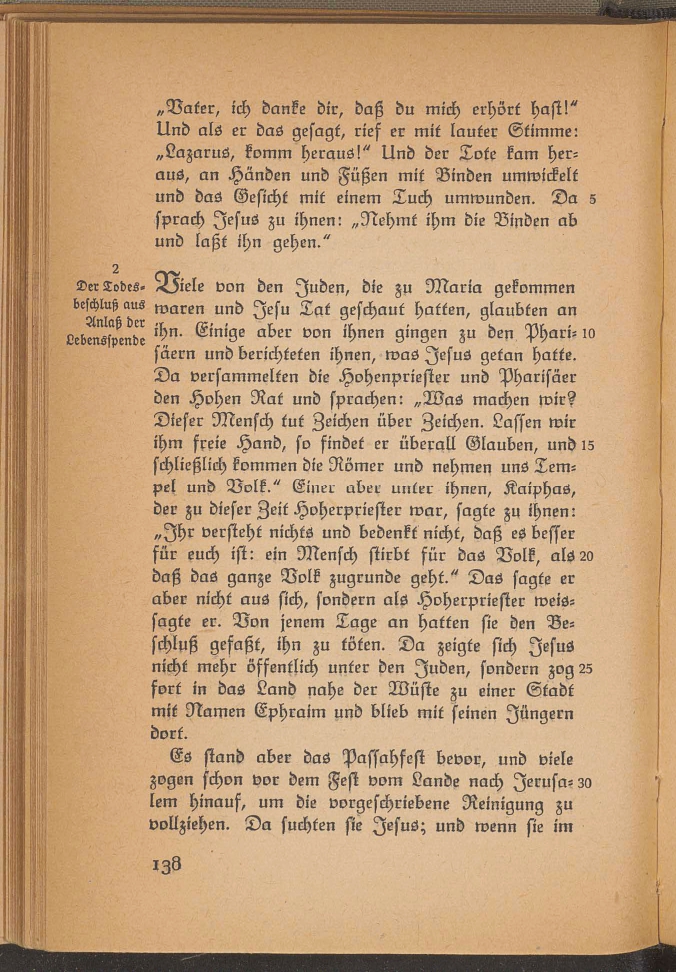 „Vater, ich danke dir, daß du mich erhört hast!“
Und als er das gesagt, rief er mit lauter Stimme:
„Lazarus, komm heraus!“ Und der Tote kam her-
aus, an Händen und Füßen mit Binden umwickelt
und das Gesicht mit einem Tuch umwunden. Da 5
sprach Jesus zu ihnen: „Nehmt ihm die Binden ab
und laßt ihn gehen.“
2
Der Todes-
beschluß aus
Anlaß der
Lebensspende
Viele von den Juden, die zu Maria gekommen
waren und Jesu Tat geschaut hatten, glaubten an
ihn. Einige aber von ihnen gingen zu den Phari- 10
säern und berichteten ihnen, was Jesus getan hatte.
Da versammelten die Hohenpriester und Pharisäer
den Hohen Rat und sprachen: „Was machen wir?
Dieser Mensch tut Zeichen über Zeichen. Lassen wir
ihm freie Hand, so findet er überall Glauben, und 15
schließlich kommen die Römer und nehmen uns Tem-
pel und Volk.“ Einer aber unter ihnen, Kaiphas,
der zu dieser Zeit Hoherpriester war, sagte zu ihnen:
„Ihr versteht nichts und bedenkt nicht, daß es besser
für euch ist: ein Mensch stirbt für das Volk, als 20
daß das ganze Volk zugrunde geht.“ Das sagte er
aber nicht aus sich, sondern als Hoherpriester weis-
sagte er. Von jenem Tage an hatten sie den Be-
schluß gefaßt, ihn zu töten. Da zeigte sich Jesus
nicht mehr öffentlich unter den Juden, sondern zog 25
fort in das Land nahe der Wüste zu einer Stadt
mit Namen Ephraim und blieb mit seinen Jüngern
dort.
Es stand aber das Passahfest bevor, und viele
zogen schon vor dem Fest vom Lande nach Jerusa- 30
lem hinauf, um die vorgeschriebene Reinigung zu
vollziehen. Da suchten sie Jesus; und wenn sie im
138